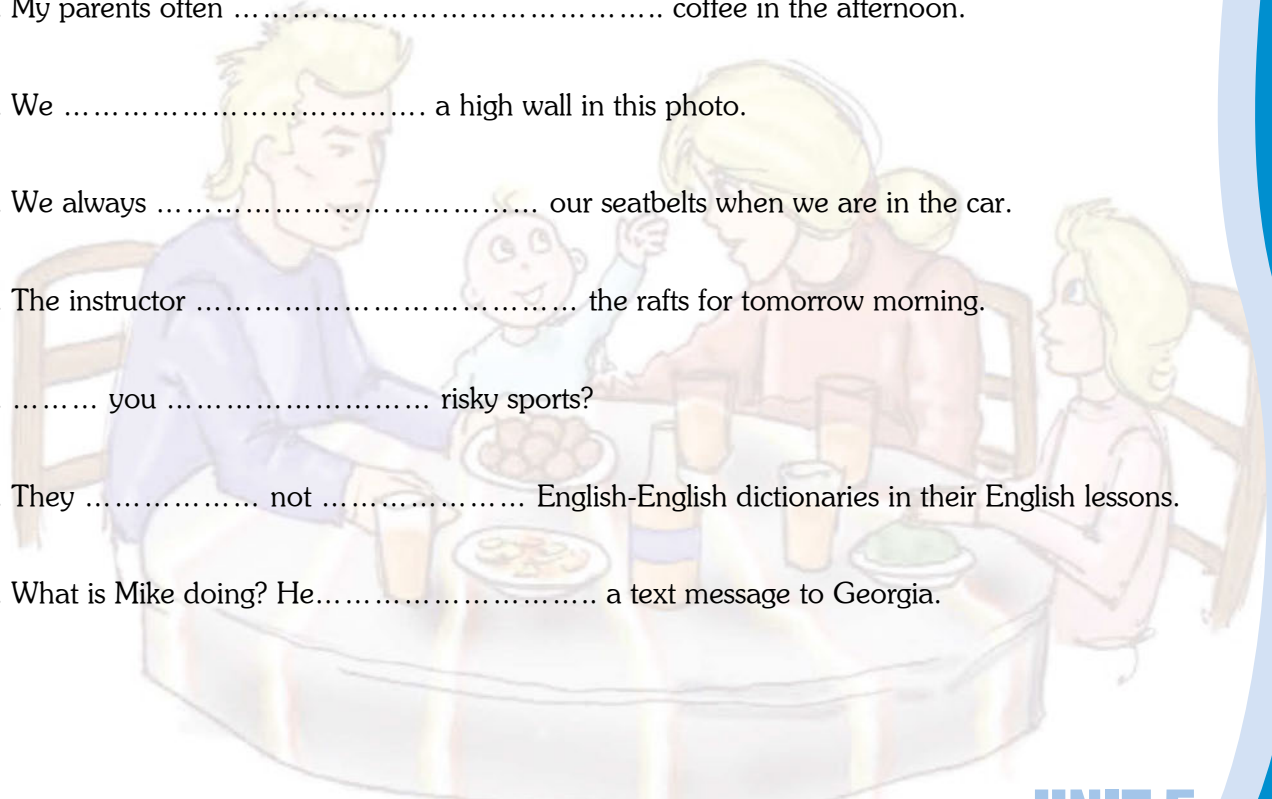 My parents often ………………………………………….. coffee in the afternoon.
We ………………………………. a high wall in this photo.
We always ………………………………… our seatbelts when we are in the car.
The instructor ………………………………… the rafts for tomorrow morning.
……… you ……………………… risky sports?
They ……………… not ………………… English-English dictionaries in their English lessons.
What is Mike doing? He……………………….. a text message to Georgia.